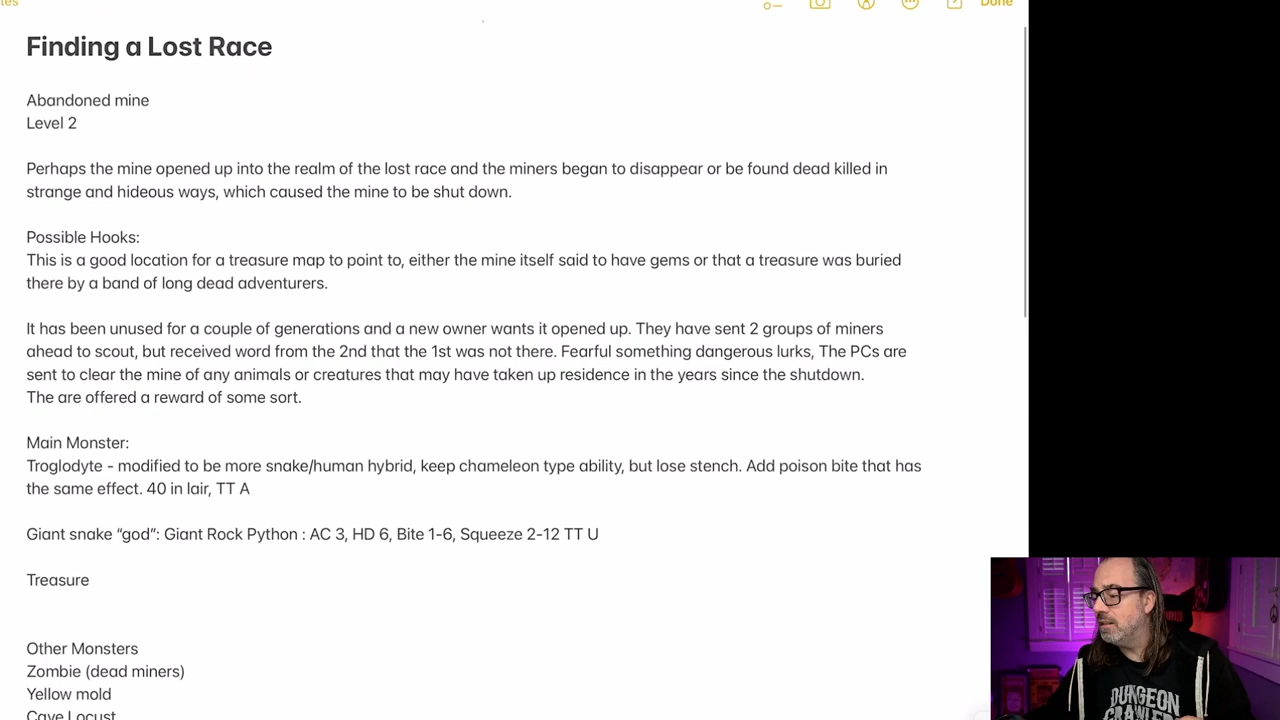 tes
Done
Finding a Lost Race
Abandoned mine
Level 2
Perhaps the mine opened up into the realm of the lost race and the miners began to disappear or be found dead killed in
strange and hideous ways, which caused the mine to be shut down.
Possible Hooks:
This is a good location for a treasure map to point to, either the mine itself said to have gems or that a treasure was buried
there by a band of long dead adventurers.
It has been unused for a couple of generations and a new owner wants it opened up. They have sent 2 groups of miners
ahead to scout, but received word from the 2nd that the 1st was not there. Fearful something dangerous lurks, The PCs are
sent to clear the mine of any animals or creatures that may have taken up residence in the years since the shutdown.
The are offered a reward of some sort.
Main Monster:
Troglodyte - modified to be more snake/human hybrid, keep chameleon type ability, but lose stench. Add poison bite that has
the same effect. 40 in lair, TT A
Giant snake “god”: Giant Rock Python : AC 3, HD 6, Bite 1-6, Squeeze 2-12 TT U
Treasure
Other Monsters
Zombie (dead miners)
Yellow mold
Cave Locust
DUNGEON
CRAWLER